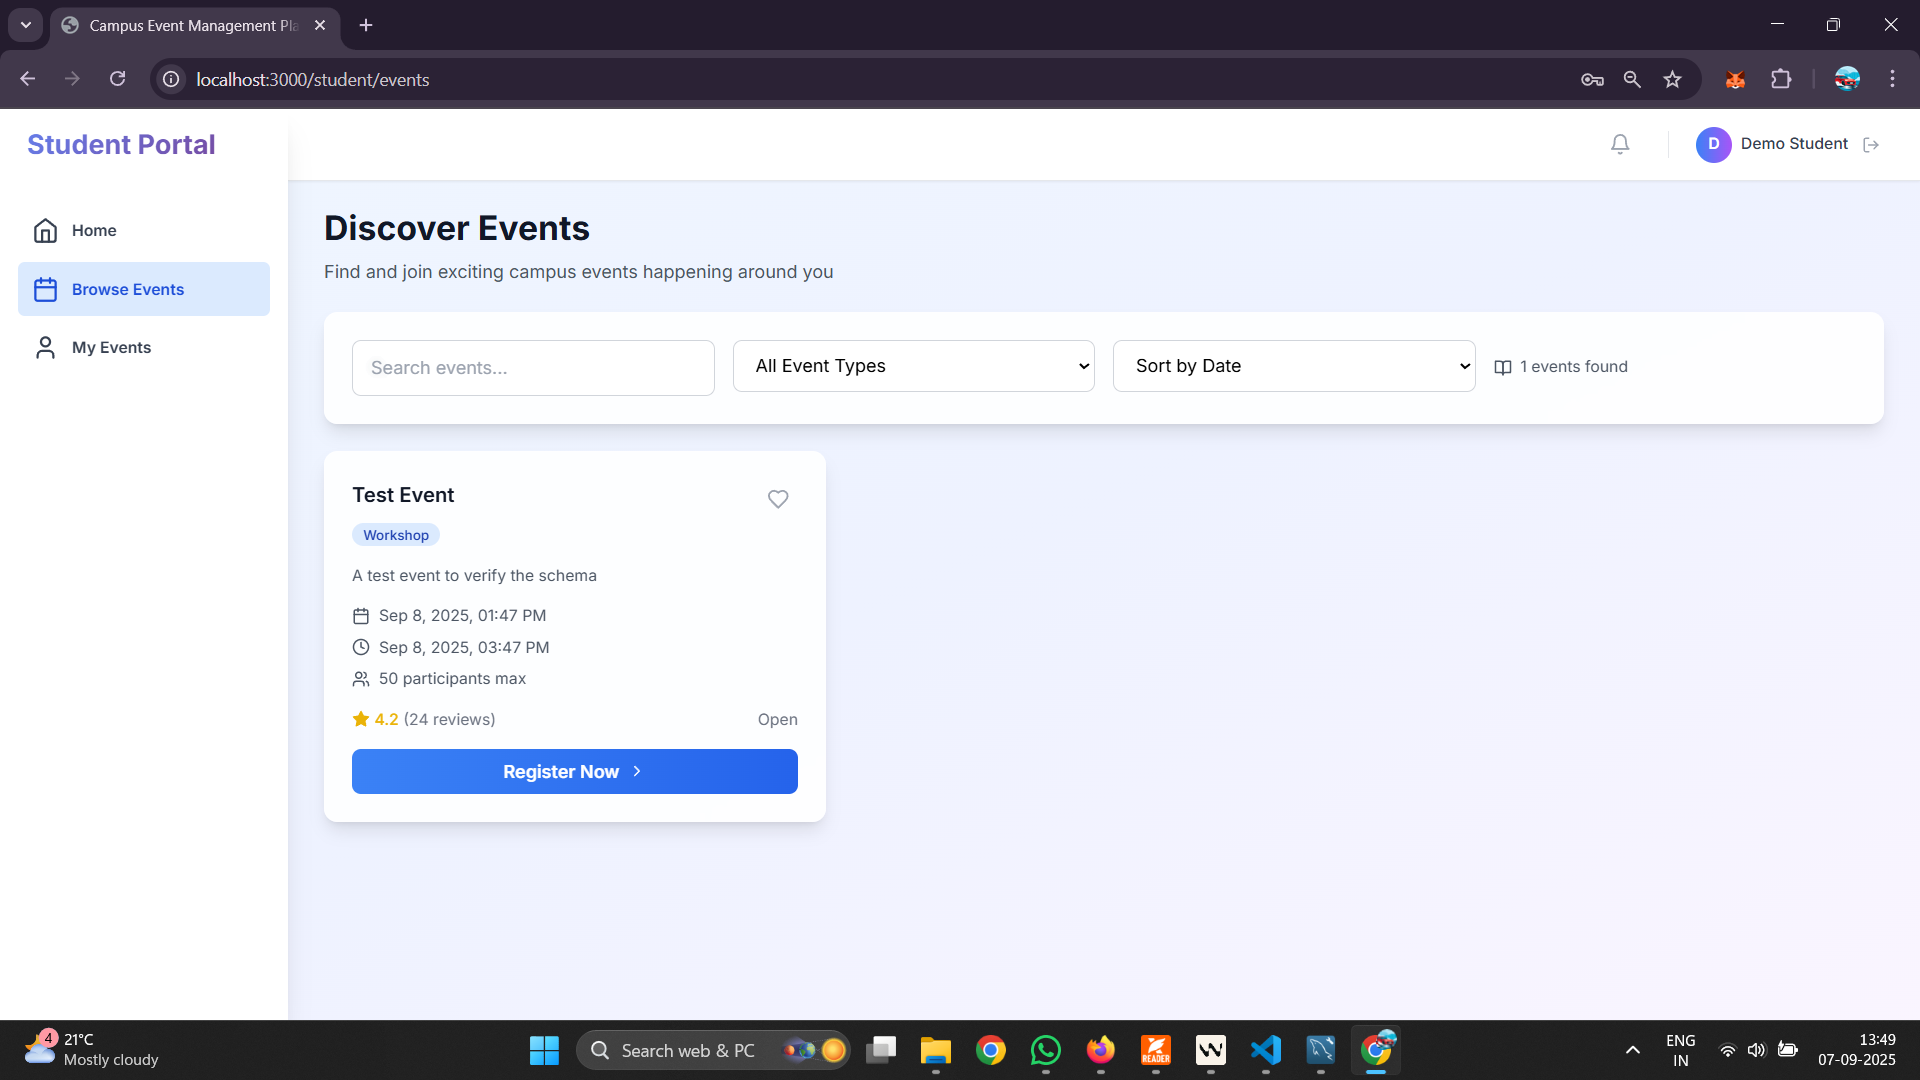 Campus Event Management Pla
localhost:3000/student/events
Student Portal
D
Demo Student
Home
Browse Events
My Events
Discover Events
Find and join exciting campus events happening around you
Search events...
All Event Types
Sort by Date
1 events found
Test Event
Workshop
A test event to verify the schema
Sep 8, 2025, 01:47 PM
Sep 8, 2025, 03:47 PM
50 participants max
4.2 (24 reviews)
Open
Register Now
4
21°C
Mostly cloudy
Search web & PC
READER
ENG
IN
13:49
07-09-2025